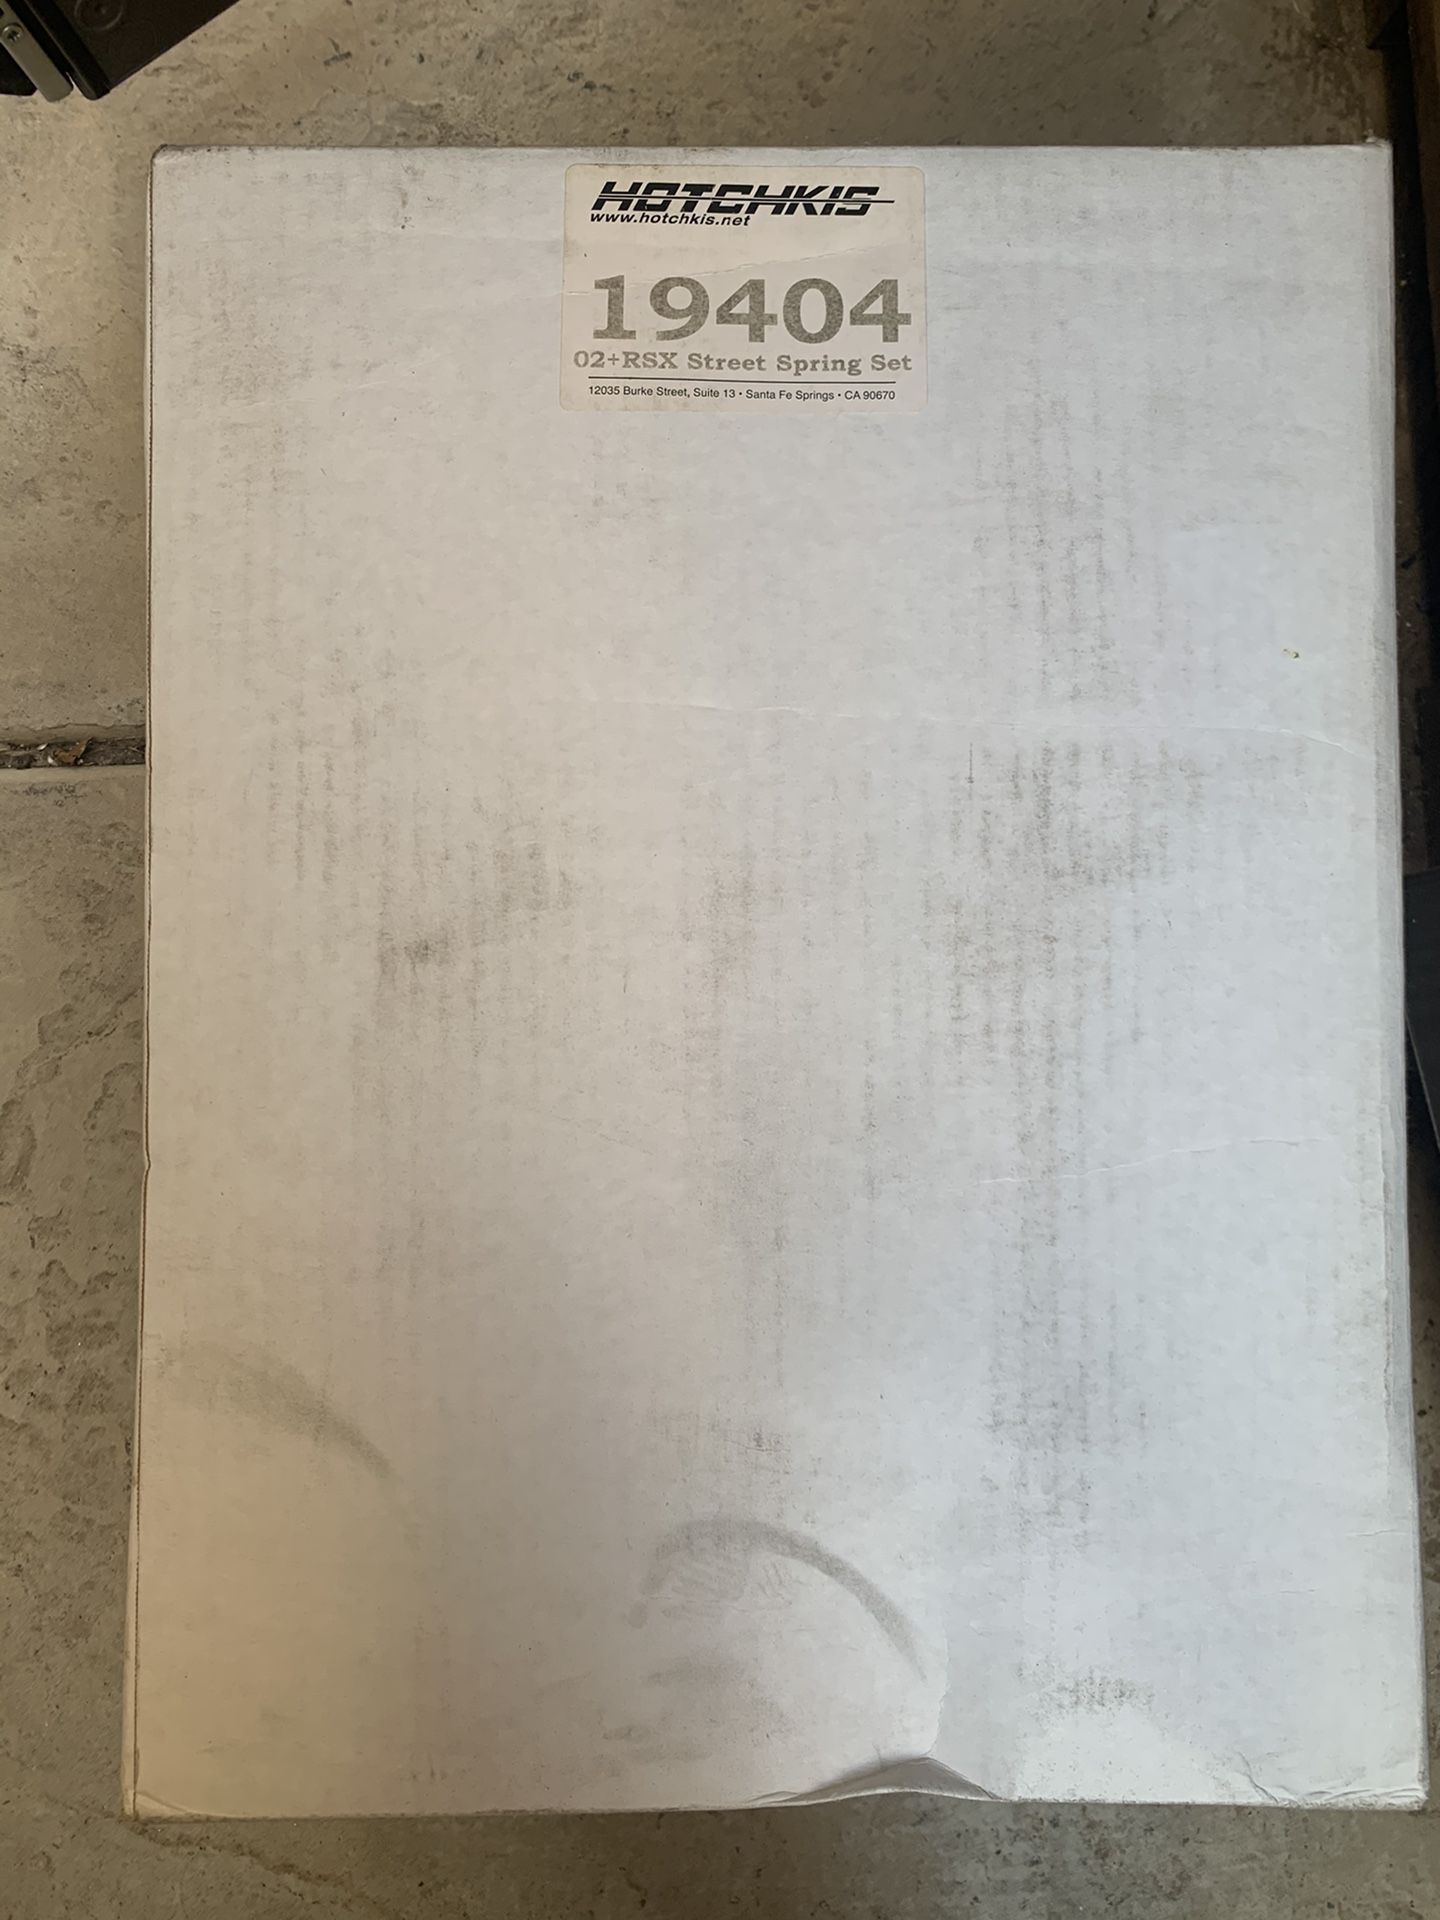 HOTCHKIS
www.hotchkis.net
19404
02+RSX Street Spring Set
12035 Burke Street, Suite 13 • Santa Fe Springs • CA 90670